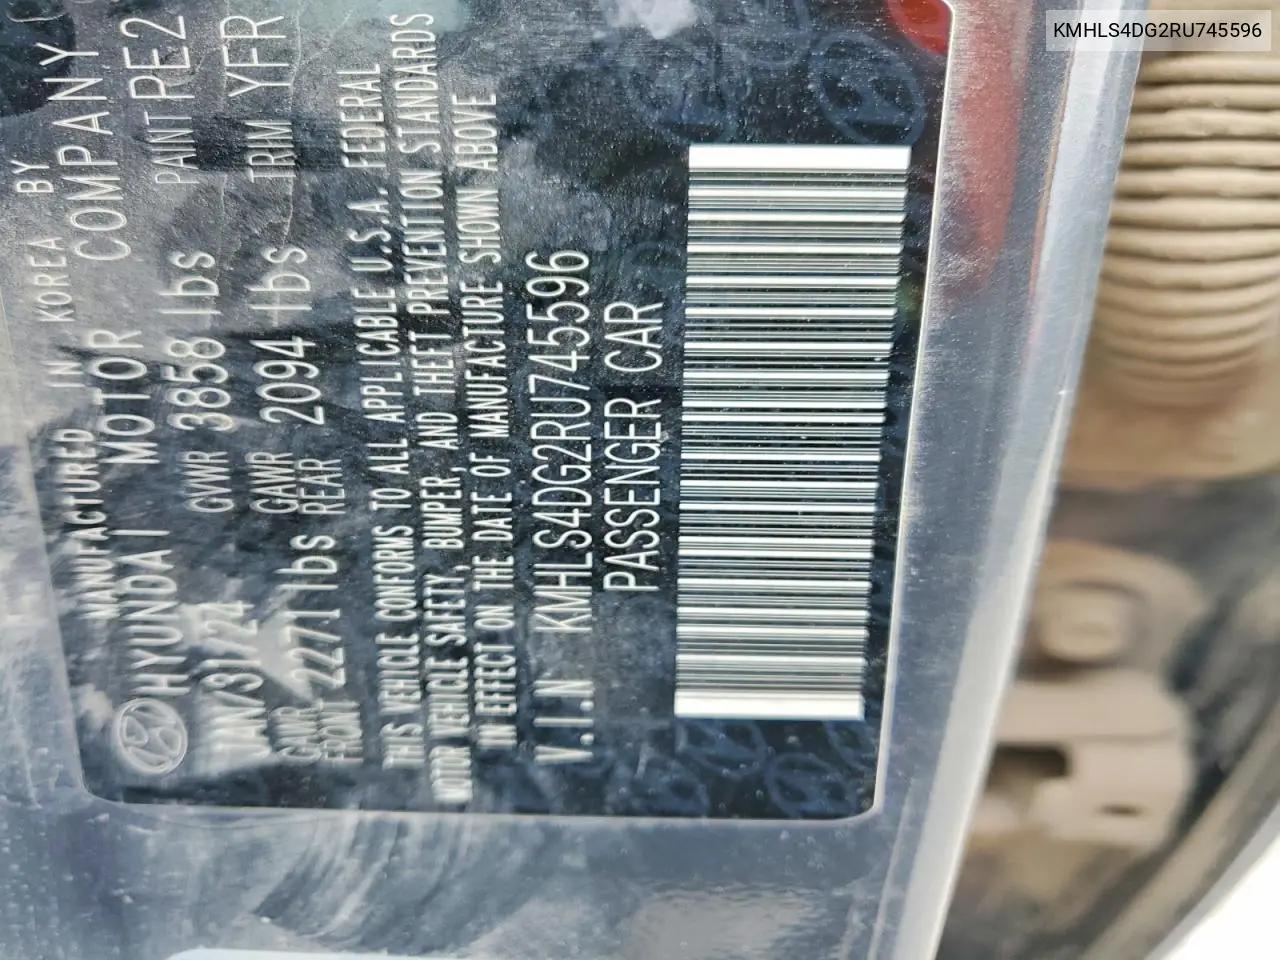 KMHLS4DG2RU745596
MANUFACTURED IN KOREA BY
HYUNDAI MOTOR COMPANY
JAN/31/24 GVWR 3858 lbs PAINT PE2
GAWR FRONT 2271 lbs GAWR REAR 2094 lbs TRIM YFR
THIS VEHICLE CONFORMS TO ALL APPLICABLE U.S.A. FEDERAL
MOTOR VEHICLE SAFETY, BUMPER, AND THEFT PREVENTION STANDARDS
IN EFFECT ON THE DATE OF MANUFACTURE SHOWN ABOVE
V.I.N KMHLS4DG2RU745596
PASSENGER CAR